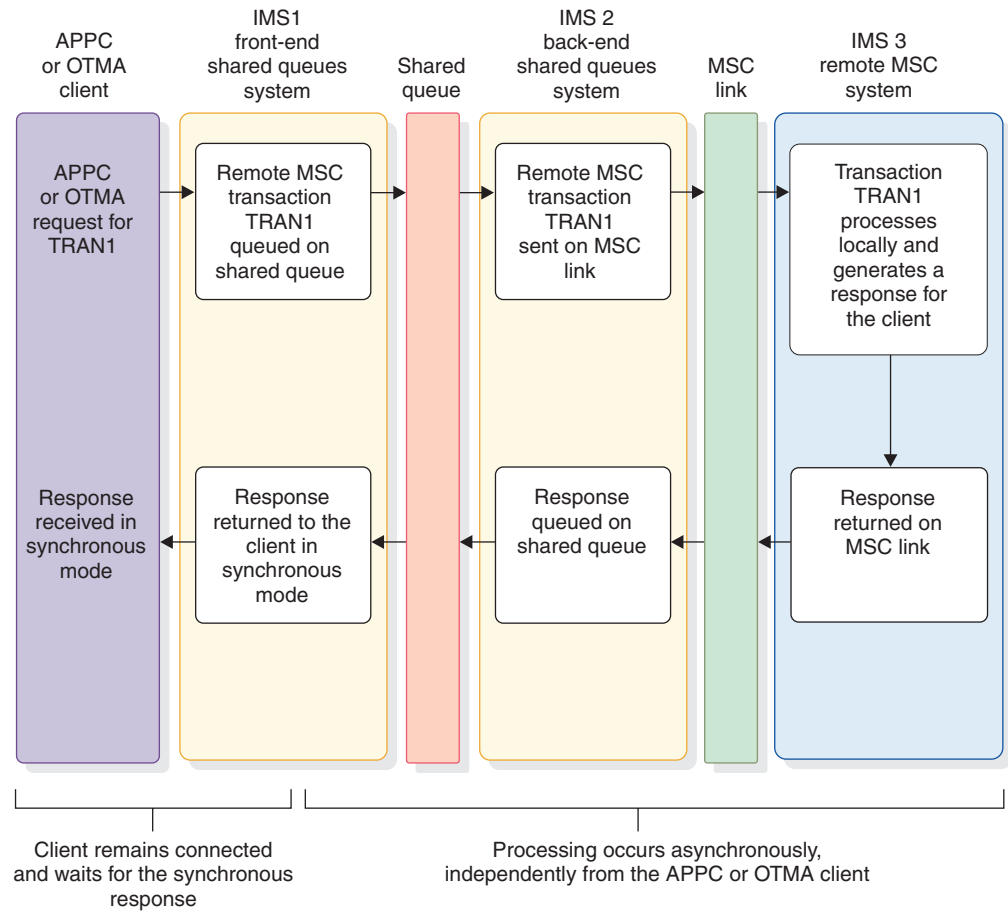 APPC
or OTMA
client
IMS1
front-end
shared queues
system
Shared
queue
IMS 2
back-end
shared queues
system
MSC
link
IMS 3
remote MSC
system
APPC
or OTMA
request for
TRAN1
Remote MSC
transaction
TRAN1
queued on
shared queue
Remote MSC
transaction
TRAN1
sent on MSC
link
Transaction
TRAN1
processes
locally and
generates a
response for
the client
Response
received in
synchronous
mode
Response
returned to the
client in
synchronous
mode
Response
queued on
shared queue
Response
returned on
MSC link
Client remains connected
and waits for the synchronous
response
Processing occurs asynchronously,
independently from the APPC or OTMA client